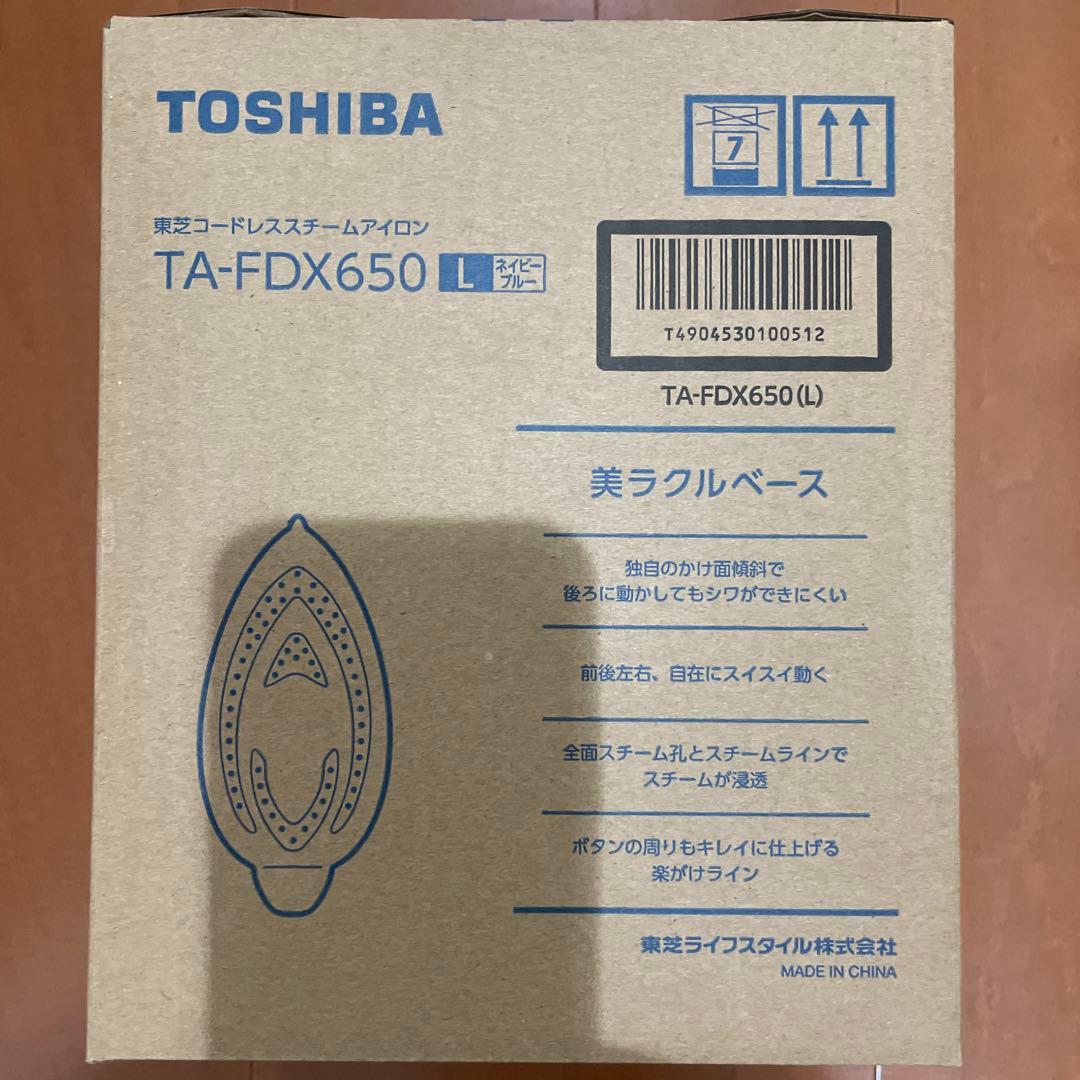 TOSHIBA
7
東芝コードレススチームアイロン
TA-FDX650 L ネイビー
ブルー
T4904530100512
TA-FDX650(L)
美ラクルベース
独自のかけ面傾斜で
後ろに動かしてもシワができにくい
前後左右、自在にスイスイ動く
全面スチーム孔とスチームラインで
スチームが浸透
ボタンの周りもキレイに仕上げる
楽がけライン
東芝ライフスタイル株式会社
MADE IN CHINA